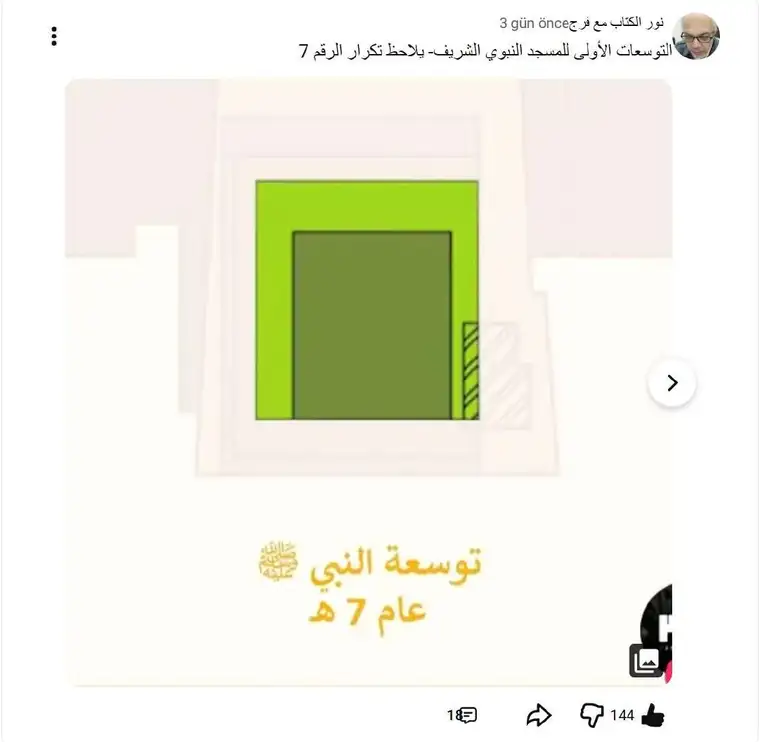 نور الكتاب مع فرج 3 gün önce
التوسعات الأولى للمسجد النبوي الشريف- يلاحظ تكرار الرقم 7
توسعة النبي ﷺ
عام 7 هـ
144
18